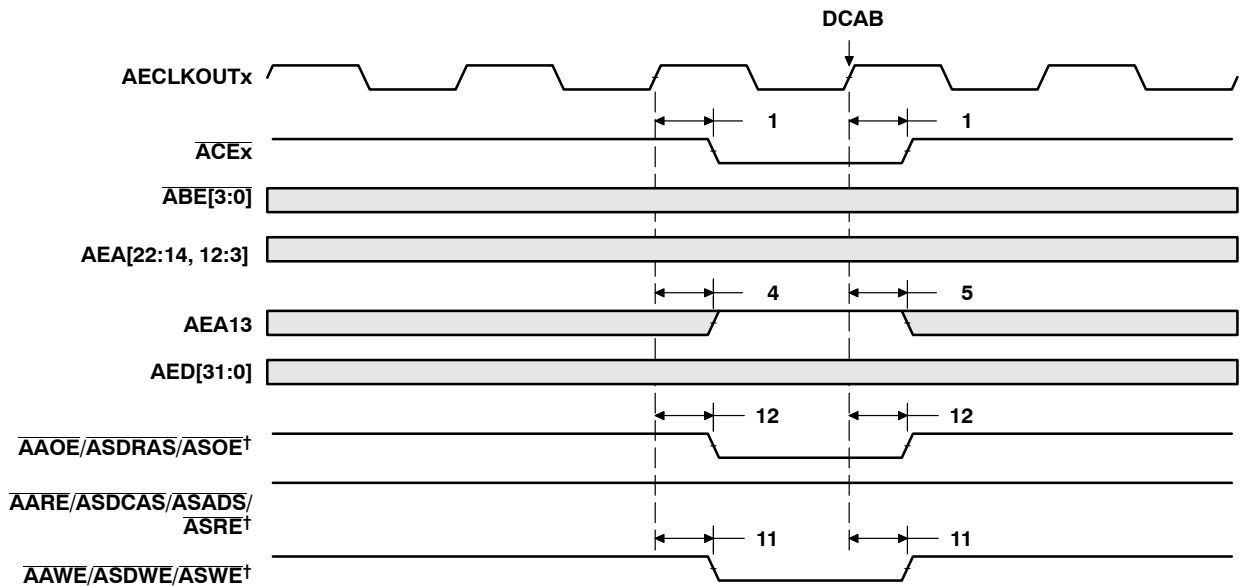 DCAB
AECLKOUTx
1 1
ACEx
ABE[3:0]
AEA[22:14, 12:3]
4 5
AEA13
AED[31:0]
12 12
AAOE/ASDRAS/ASOE†
AARE/ASDCAS/ASADS/
ASRE†
11 11
AAWE/ASDWE/ASWE†